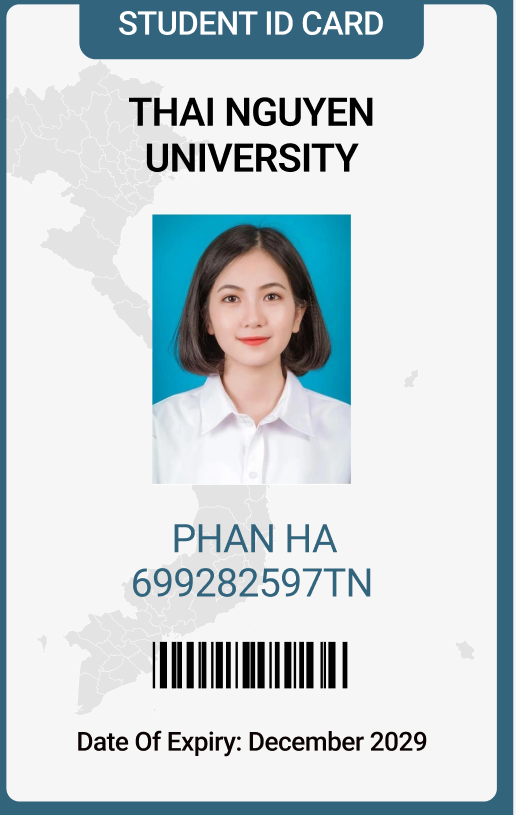 STUDENT ID CARD
THAI NGUYEN
UNIVERSITY
PHAN HA
699282597TN
Date Of Expiry: December 2029